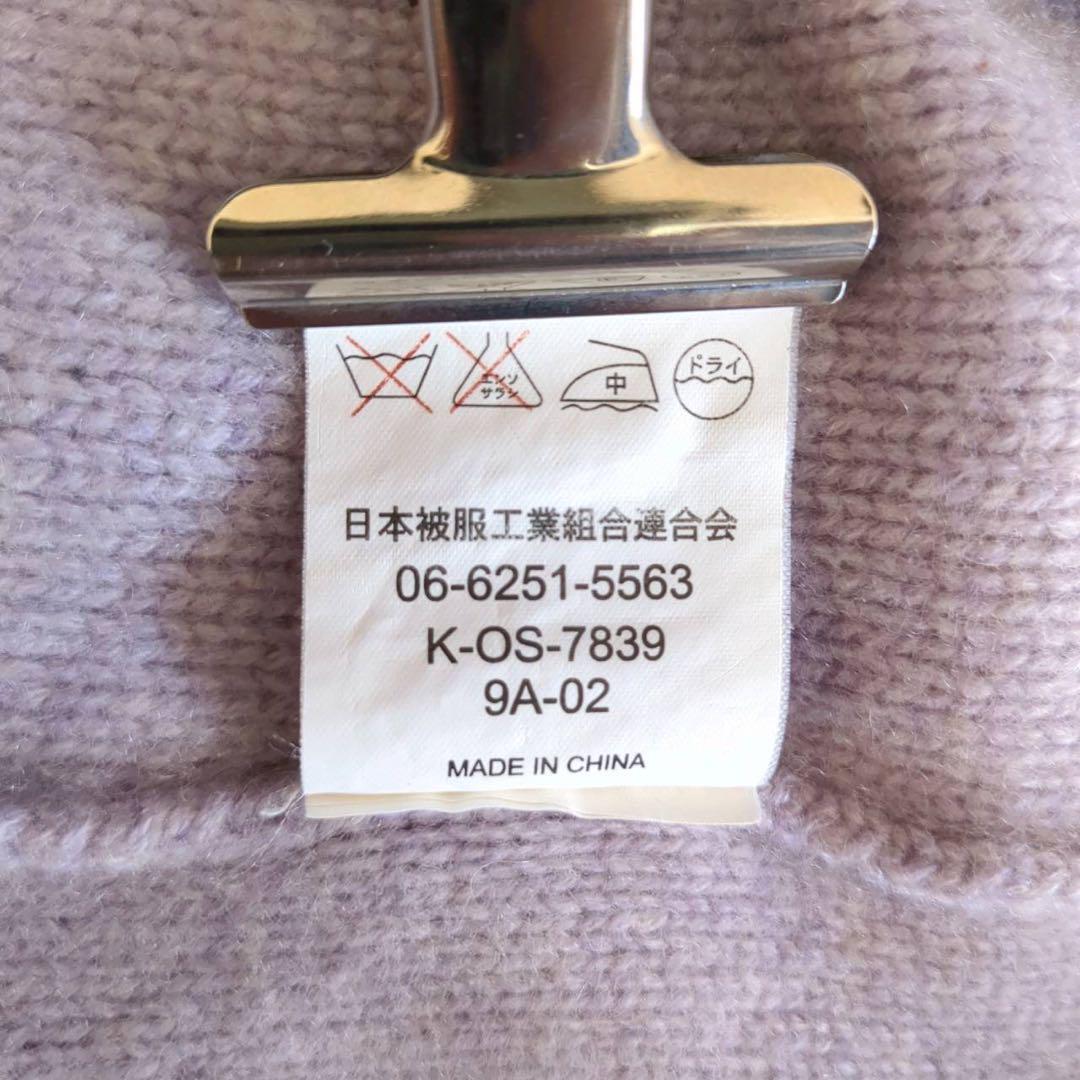 エンソ
サラシ
中
ドライ
日本被服工業組合連合会
06-6251-5563
K-OS-7839
9A-02
MADE IN CHINA